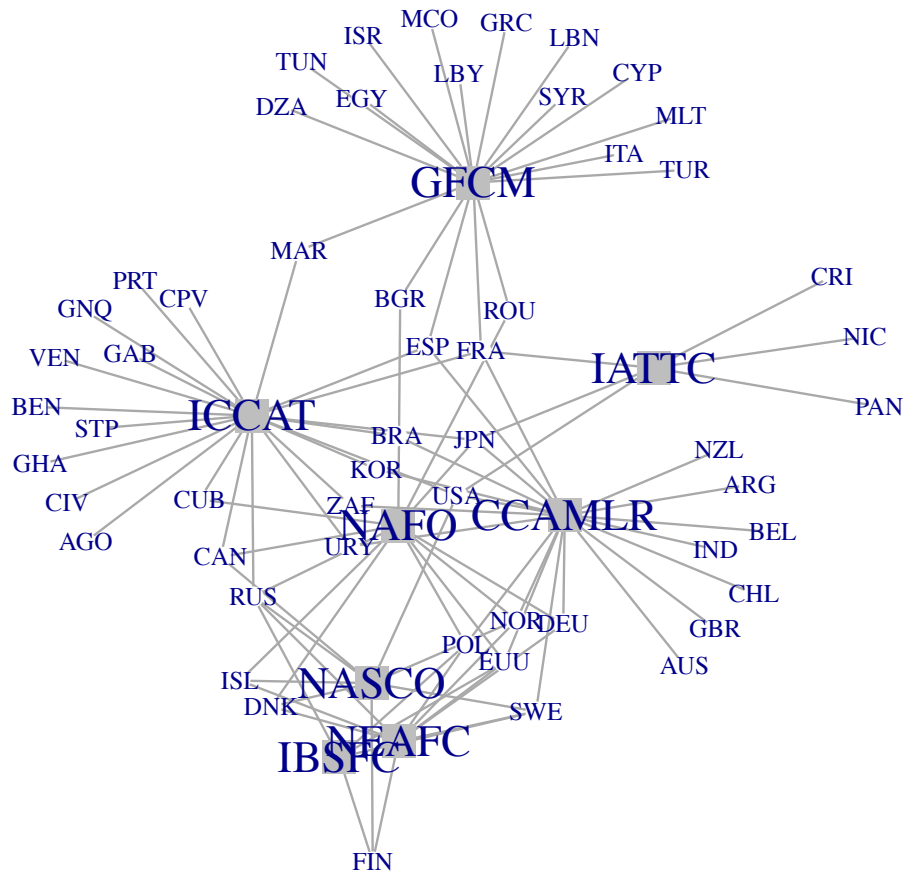 MCO
GRC
ISR
LBN
TUN
LBY
CYP
EGY
SYR
DZA
MLT
ITA
TUR
GFCM
MAR
CRI
PRT
CPV
BGR
GNQ
ROU
NIC
VEN
GAB
ESP
FRA
IATTC
BEN
PAN
STP
ICCAT
BRA
JPN
GHA
KOR
NZL
CIV
CUB
ZAF
USA
ARG
AGO
NAFO
CCAMLR
BEL
CAN
URY
IND
RUS
CHL
NOR
DEU
GBR
POL
EUU
AUS
ISL
NASCO
DNK
SWE
NEAFC
IBSFC
FIN